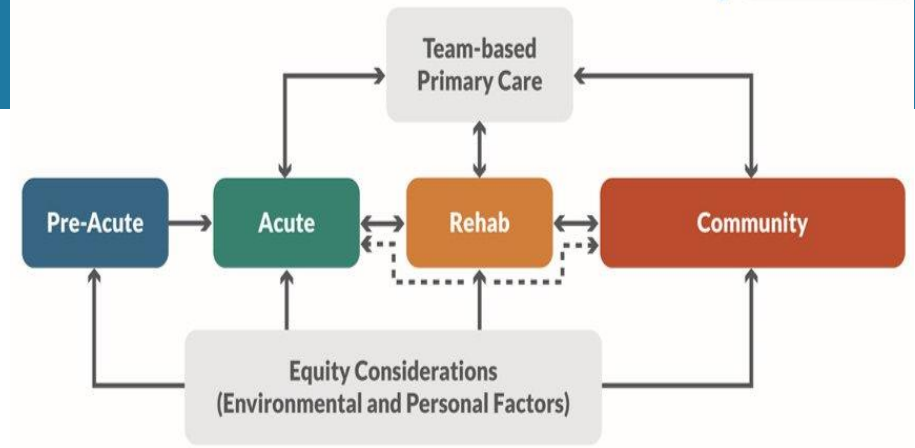 Team-based
Primary Care
Pre-Acute
Acute
Rehab
Community
Equity Considerations
(Environmental and Personal Factors)